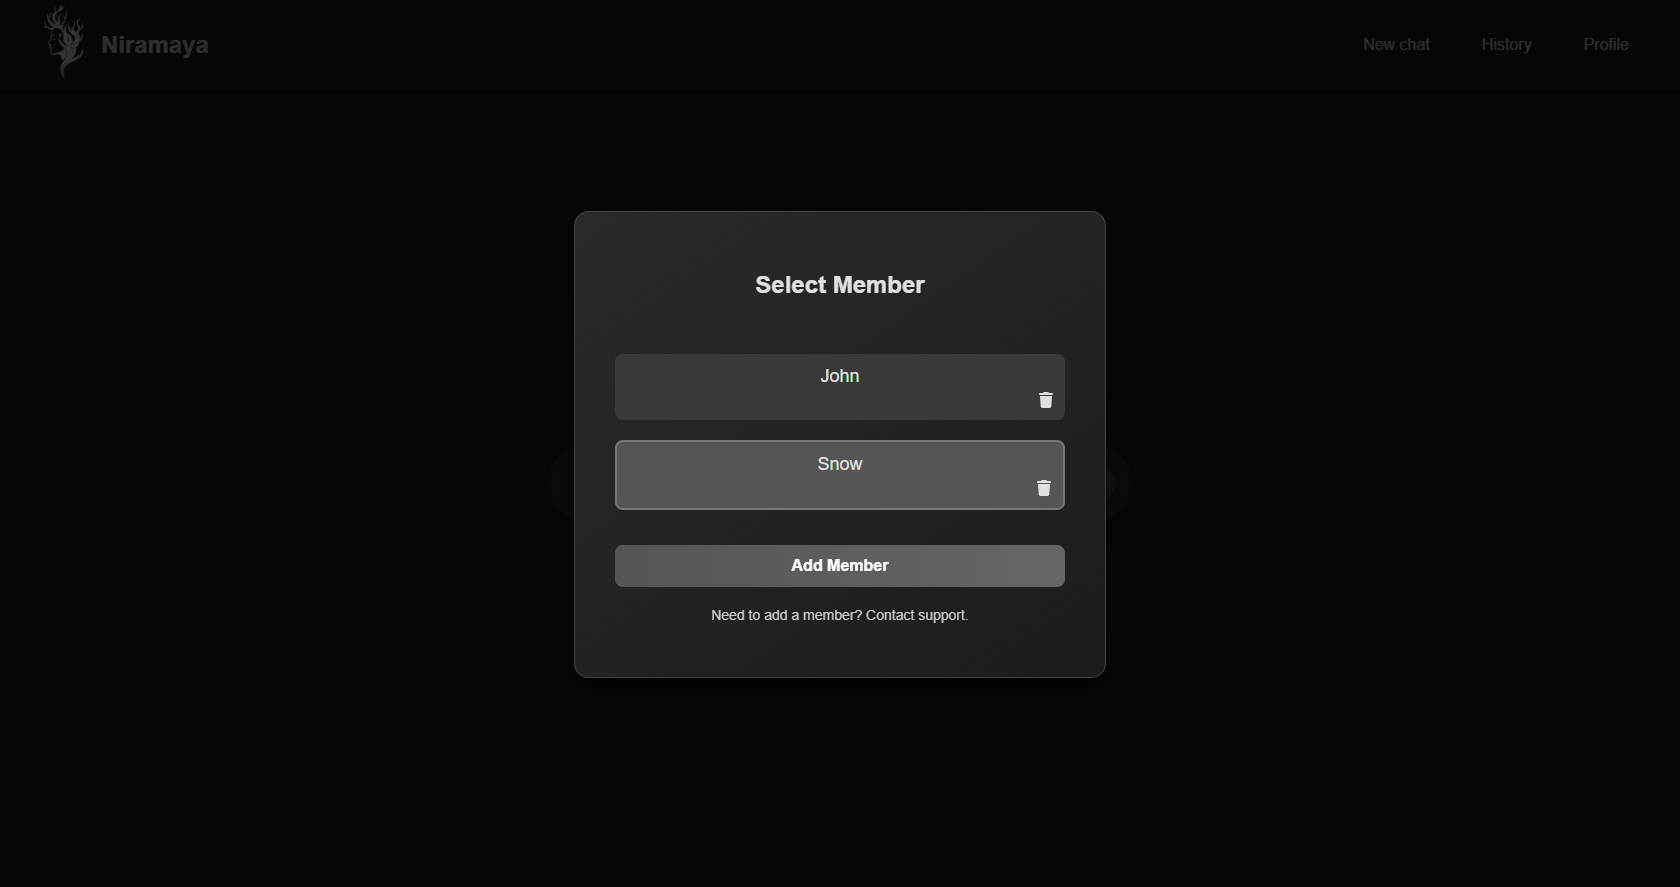 Niramaya
New chat
History
Profile
Select Member
John
Snow
Add Member
Need to add a member? Contact support.